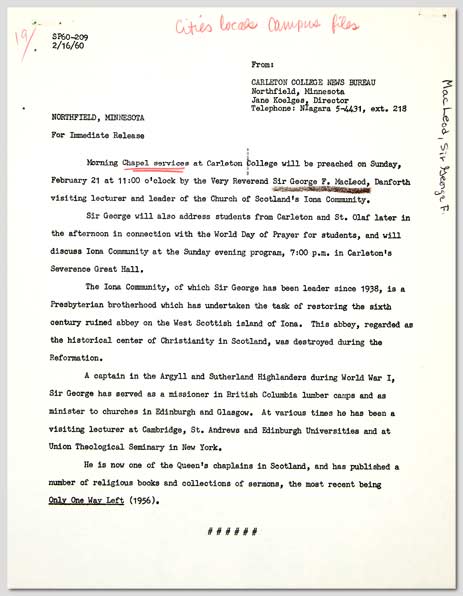 19/
Cities locals Campus files
SP60-209
2/16/60
From:
CARLETON COLLEGE NEWS BUREAU
Northfield, Minnesota
Jane Koelges, Director
Telephone: Niagara 5-4431, ext. 218
MacLeod, Sir George F.
NORTHFIELD, MINNESOTA
For Immediate Release
Morning Chapel services at Carleton College will be preached on Sunday,
February 21 at 11:00 o'clock by the Very Reverend Sir George F. MacLeod, Danforth
visiting lecturer and leader of the Church of Scotland's Iona Community.
Sir George will also address students from Carleton and St. Olaf later in
the afternoon in connection with the World Day of Prayer for students, and will
discuss Iona Community at the Sunday evening program, 7:00 p.m. in Carleton's
Severence Great Hall.
The Iona Community, of which Sir George has been leader since 1938, is a
Presbyterian brotherhood which has undertaken the task of restoring the sixth
century ruined abbey on the West Scottish island of Iona. This abbey, regarded as
the historical center of Christianity in Scotland, was destroyed during the
Reformation.
A captain in the Argyll and Sutherland Highlanders during World War I,
Sir George has served as a missioner in British Columbia lumber camps and as
minister to churches in Edinburgh and Glasgow. At various times he has been a
visiting lecturer at Cambridge, St. Andrews and Edinburgh Universities and at
Union Theological Seminary in New York.
He is now one of the Queen's chaplains in Scotland, and has published a
number of religious books and collections of sermons, the most recent being
Only One Way Left (1956).
# # # # # #